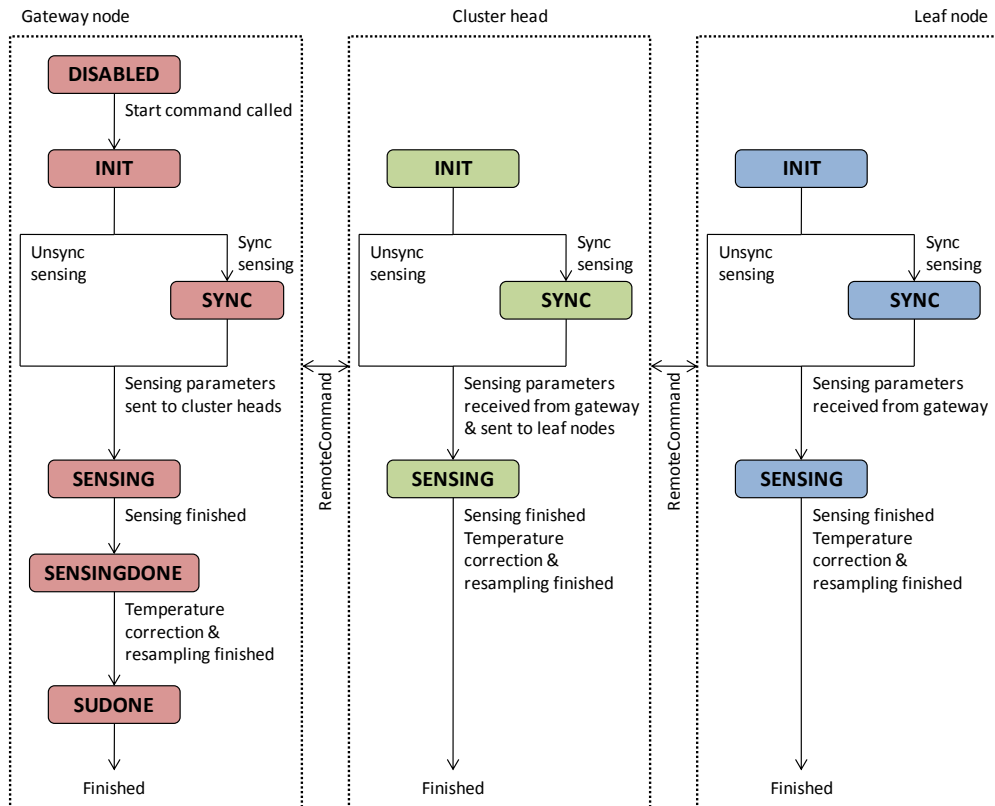 Gateway node
DISABLED
Start command called
INIT
Unsync
sensing
Sync
sensing
SYNC
Sensing parameters
sent to cluster heads
SENSING
Sensing finished
SENSINGDONE
Temperature
correction &
resampling finished
SUDONE
Finished
RemoteCommand
Cluster head
INIT
Unsync
sensing
Sync
sensing
SYNC
Sensing parameters
received from gateway
& sent to leaf nodes
SENSING
Sensing finished
Temperature
correction &
resampling finished
Finished
RemoteCommand
Leaf node
INIT
Unsync
sensing
Sync
sensing
SYNC
Sensing parameters
received from gateway
SENSING
Sensing finished
Temperature
correction &
resampling finished
Finished